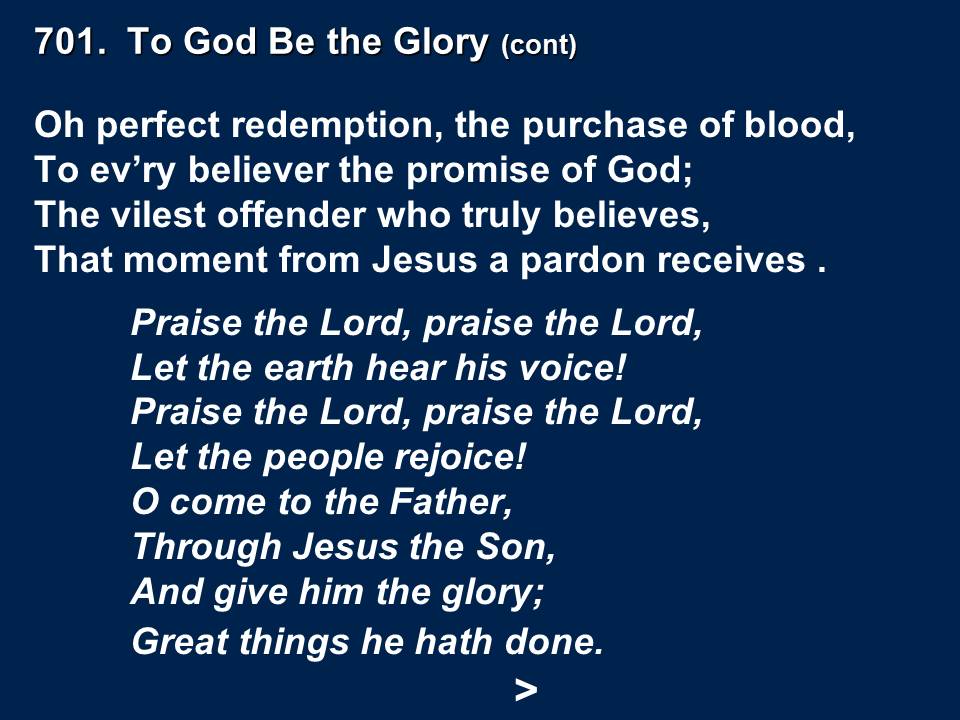 701.  To God Be the Glory (cont)
Oh perfect redemption, the purchase of blood,
To ev’ry believer the promise of God;
The vilest offender who truly believes,
That moment from Jesus a pardon receives .
Praise the Lord, praise the Lord,
Let the earth hear his voice!
Praise the Lord, praise the Lord,
Let the people rejoice!
O come to the Father,
Through Jesus the Son,
And give him the glory;
Great things he hath done.
>